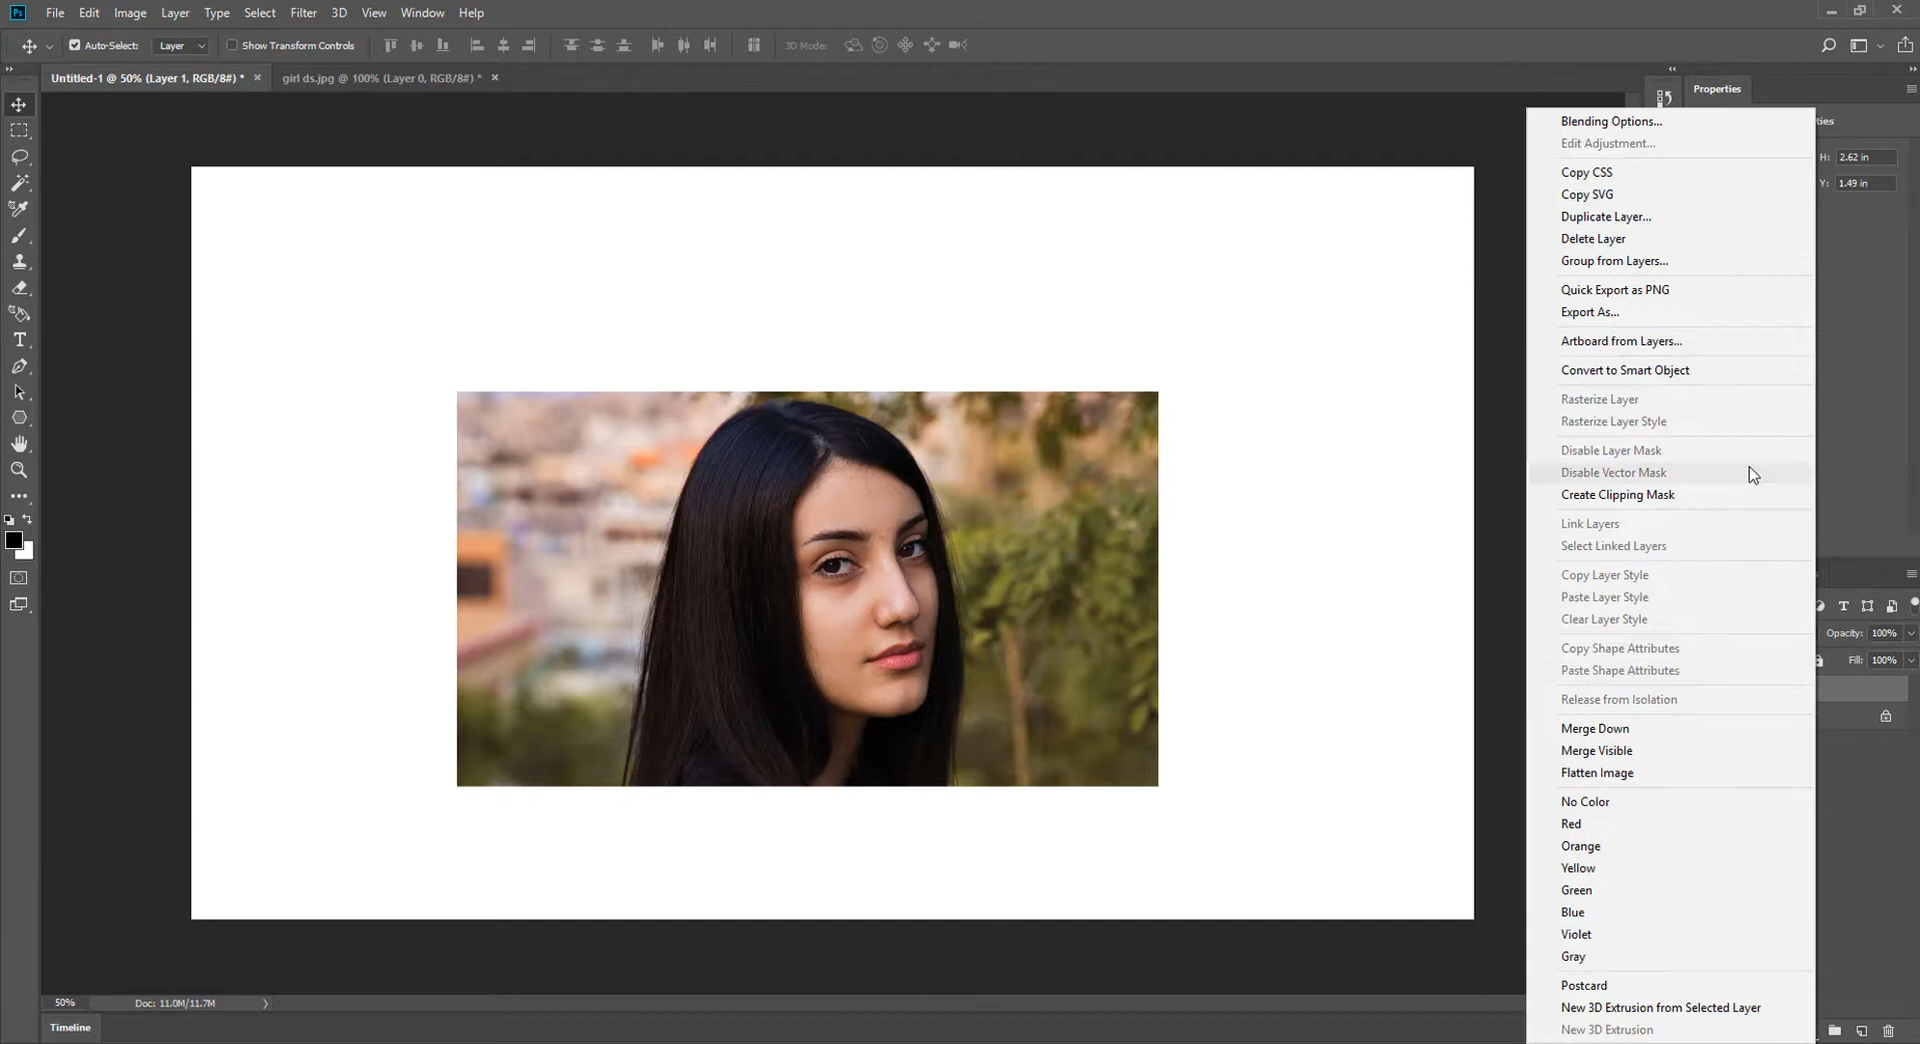 Ps File Edit Image Layer Type Select Filter 3D View Window Help
Auto-Select: Layer Show Transform Controls 3D Mode:
Untitled-1 @ 50% (Layer 1, RGB/8#) * girl ds.jpg @ 100% (Layer 0, RGB/8#) *
Properties
Blending Options...
ties
Edit Adjustment...
H: 2.62 in
Copy CSS
Y: 1.49 in
Copy SVG
Duplicate Layer...
Delete Layer
Group from Layers...
Quick Export as PNG
Export As...
Artboard from Layers...
Convert to Smart Object
Rasterize Layer
Rasterize Layer Style
Disable Layer Mask
Disable Vector Mask
Create Clipping Mask
Link Layers
Select Linked Layers
Copy Layer Style
Paste Layer Style
Clear Layer Style
Opacity: 100%
Copy Shape Attributes
Fill: 100%
Paste Shape Attributes
Release from Isolation
Merge Down
Merge Visible
Flatten Image
No Color
Red
Orange
Yellow
Green
Blue
Violet
Gray
Postcard
50% Doc: 11.0M/11.7M
New 3D Extrusion from Selected Layer
Timeline
New 3D Extrusion